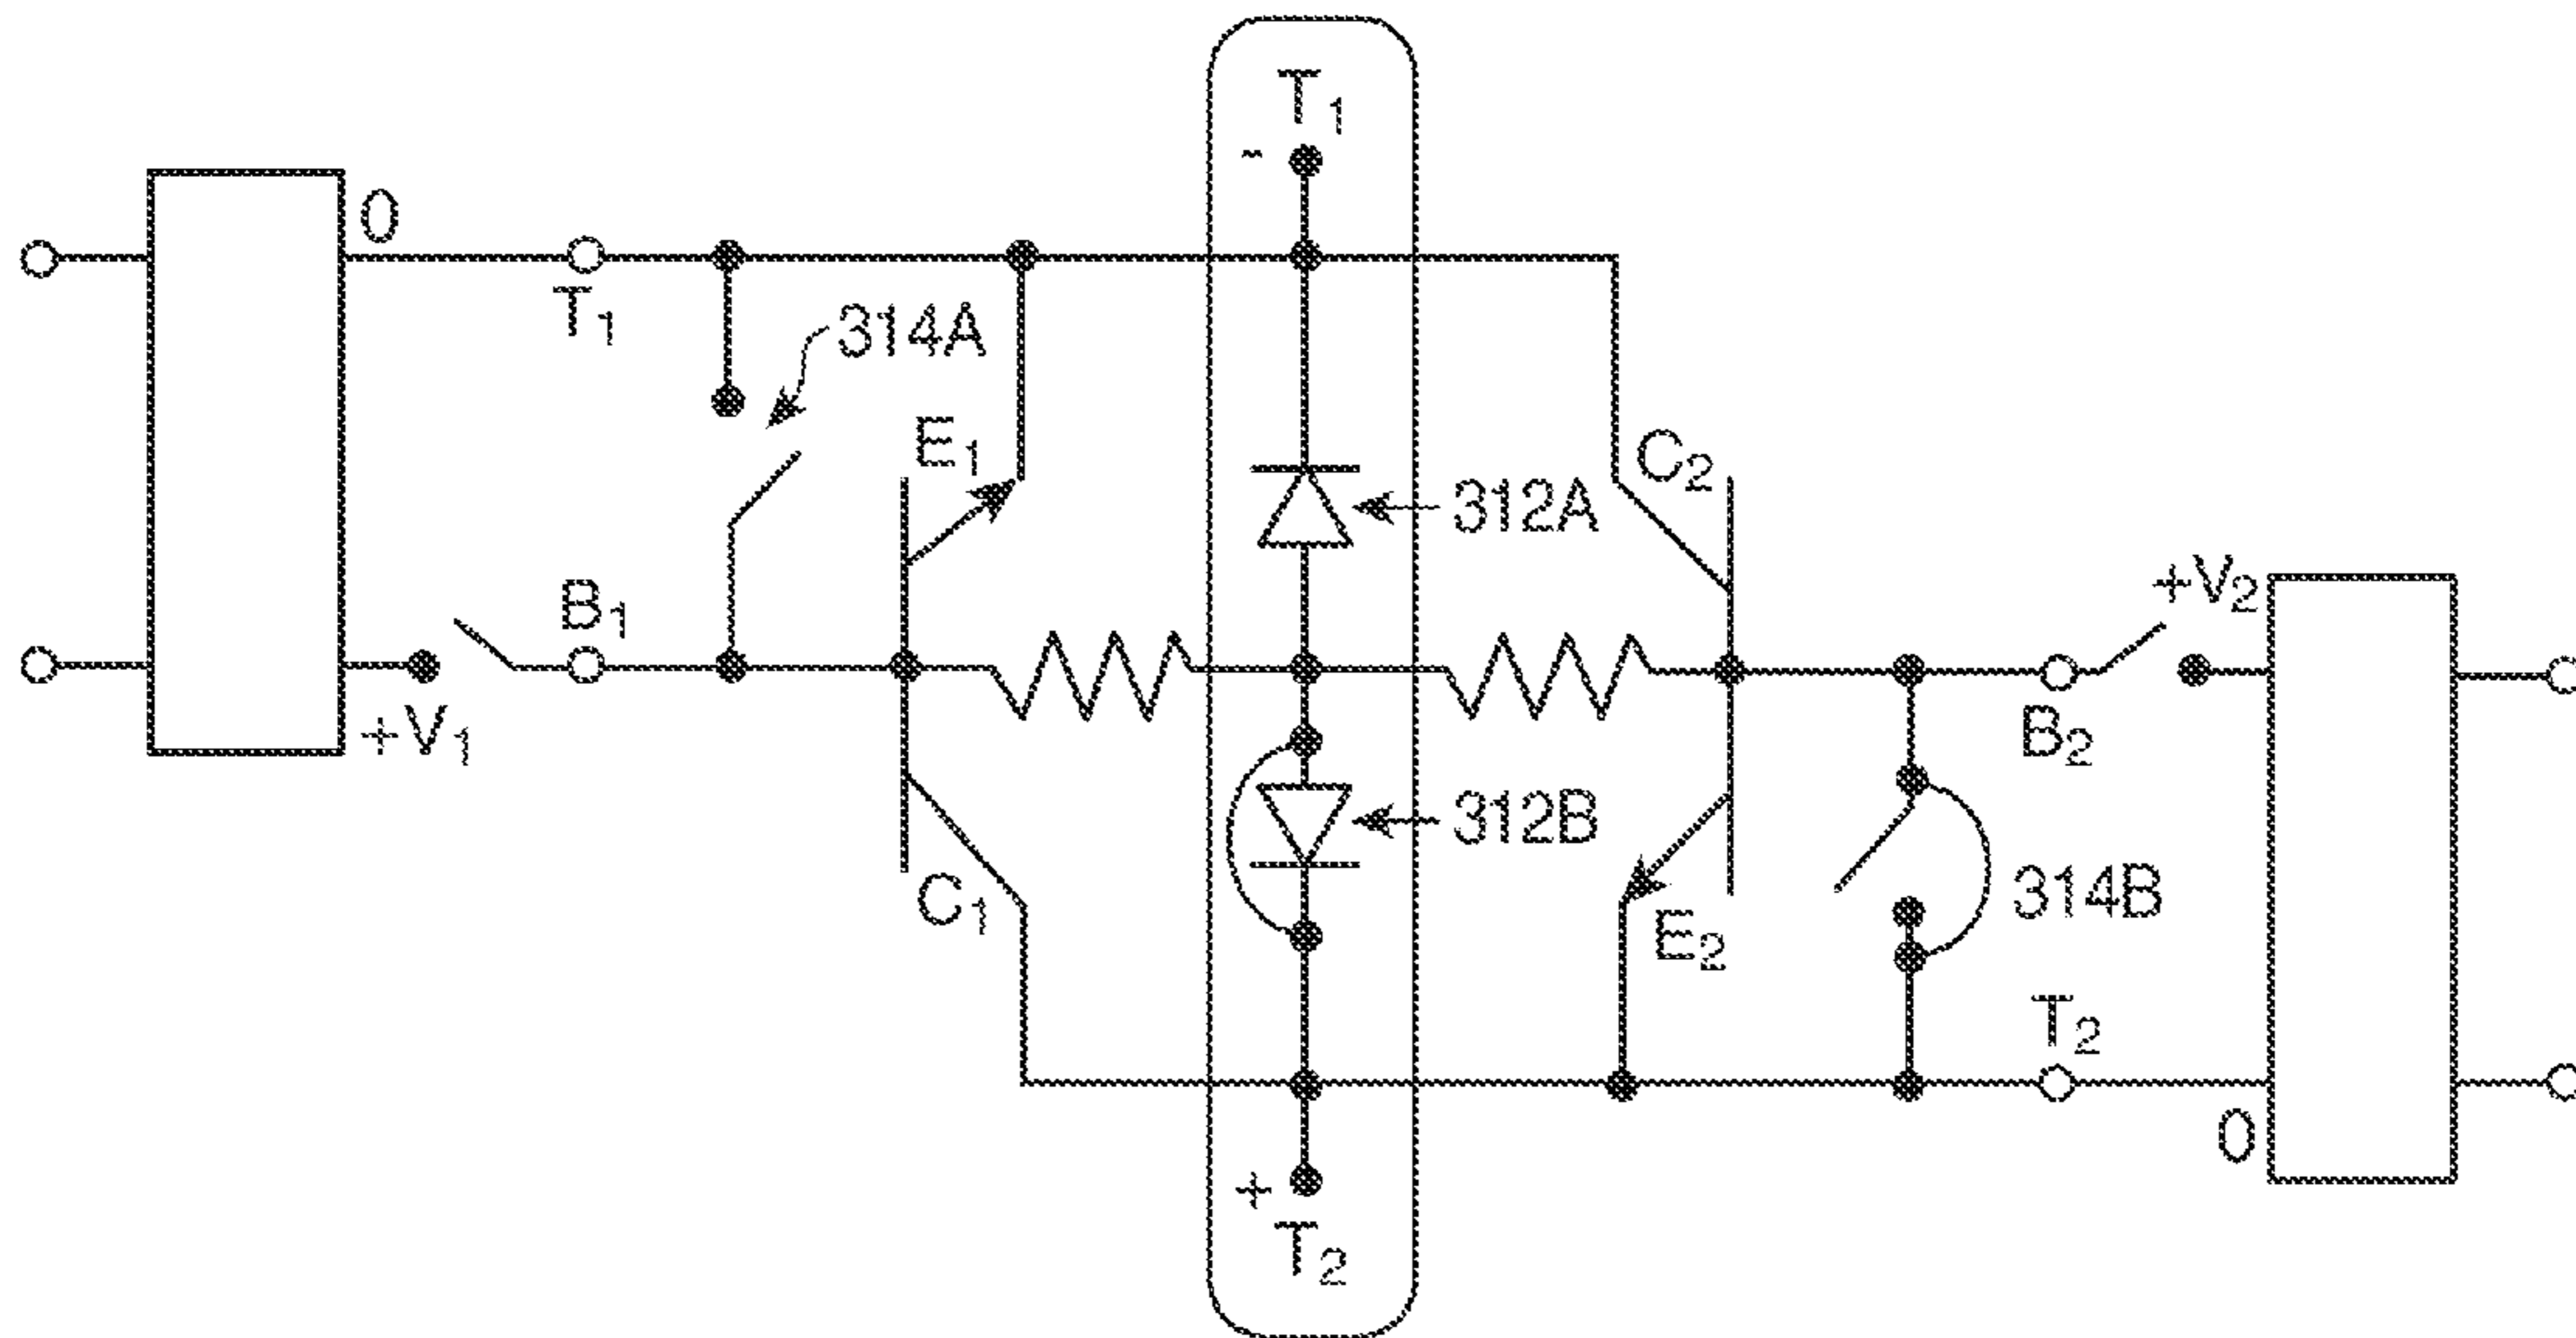 T₁
-
0
T₁
314A
E₁
C₂
312A
B₁
+V₂
+V₁
B₂
312B
C₁
E₂
314B
T₂
0
+
T₂